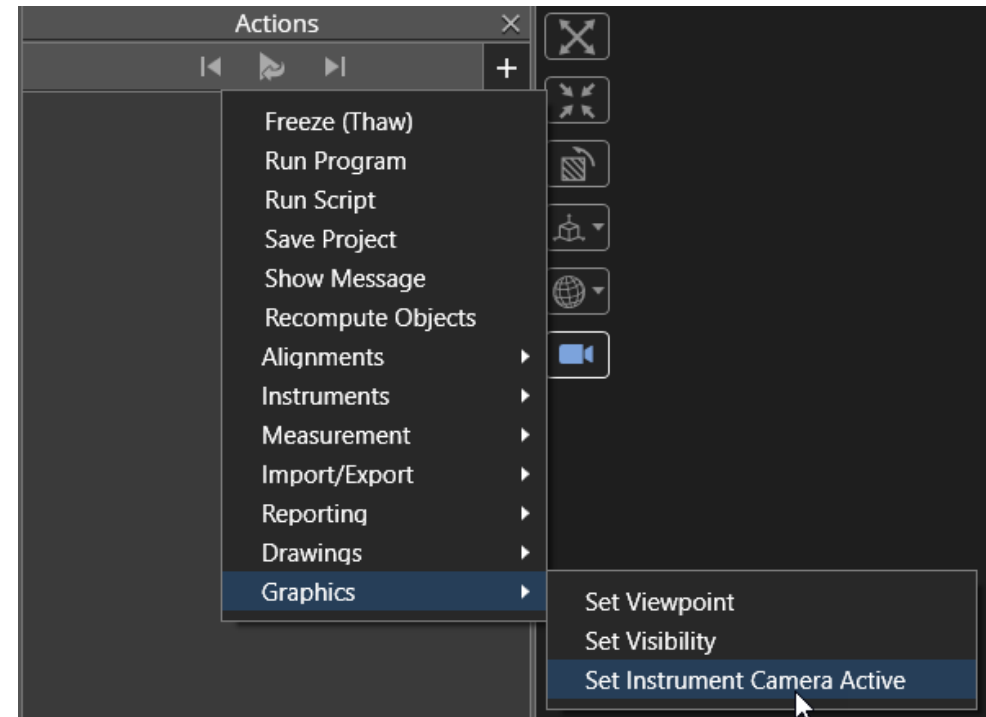 Actions
Freeze (Thaw)
Run Program
Run Script
Save Project
Show Message
Recompute Objects
Alignments
Instruments
Measurement
Import/Export
Reporting
Drawings
Graphics
Set Viewpoint
Set Visibility
Set Instrument Camera Active